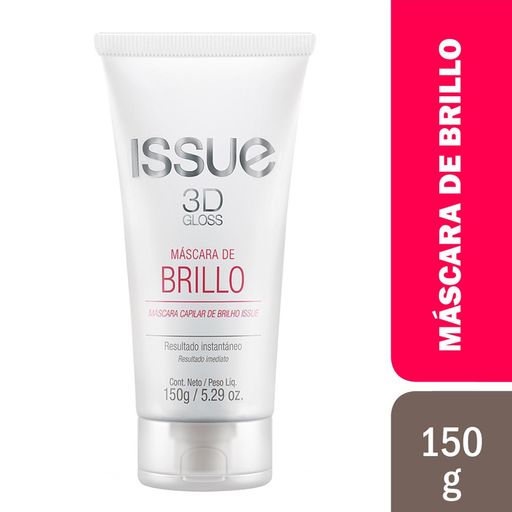 ISSUE
3D
GLOSS
MÁSCARA DE
BRILLO
MÁSCARA CAPILAR DE BRILHO ISSUE
Resultado instantáneo
Resultado imediato
Cont. Neto / Peso Líq.
150g / 5.29 oz.
MÁSCARA DE BRILLO
150
g